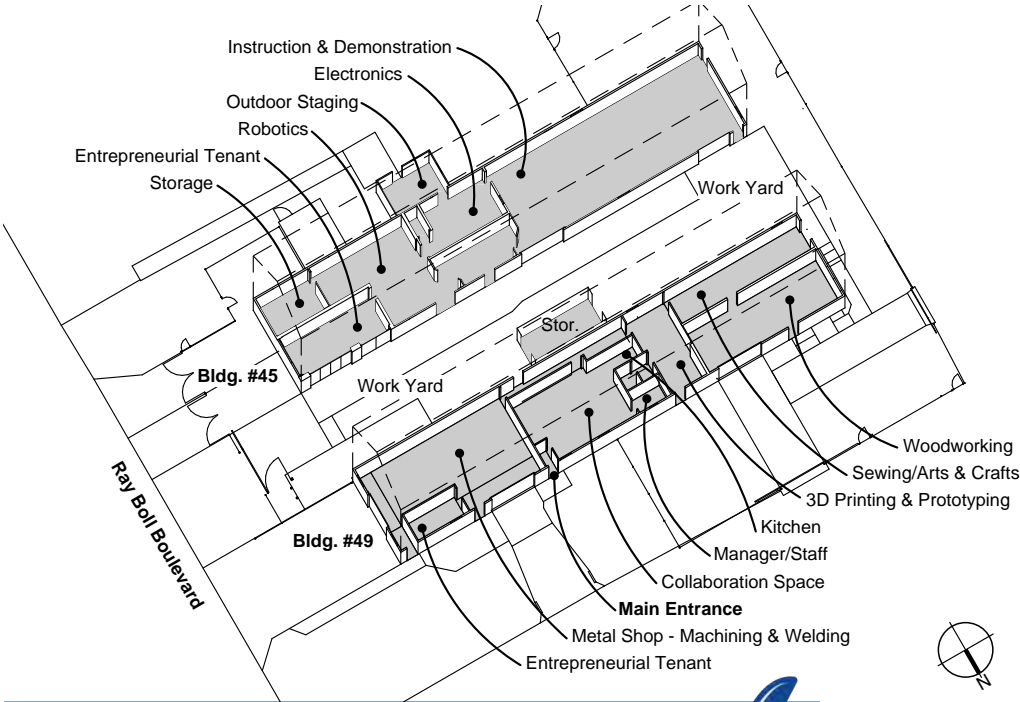 Instruction & Demonstration
Electronics
Outdoor Staging
Robotics
Entrepreneurial Tenant
Storage
Work Yard
Stor.
Bldg. #45
Work Yard
Ray Boll Boulevard
Bldg. #49
Woodworking
Sewing/Arts & Crafts
3D Printing & Prototyping
Kitchen
Manager/Staff
Collaboration Space
Main Entrance
Metal Shop - Machining & Welding
Entrepreneurial Tenant
N